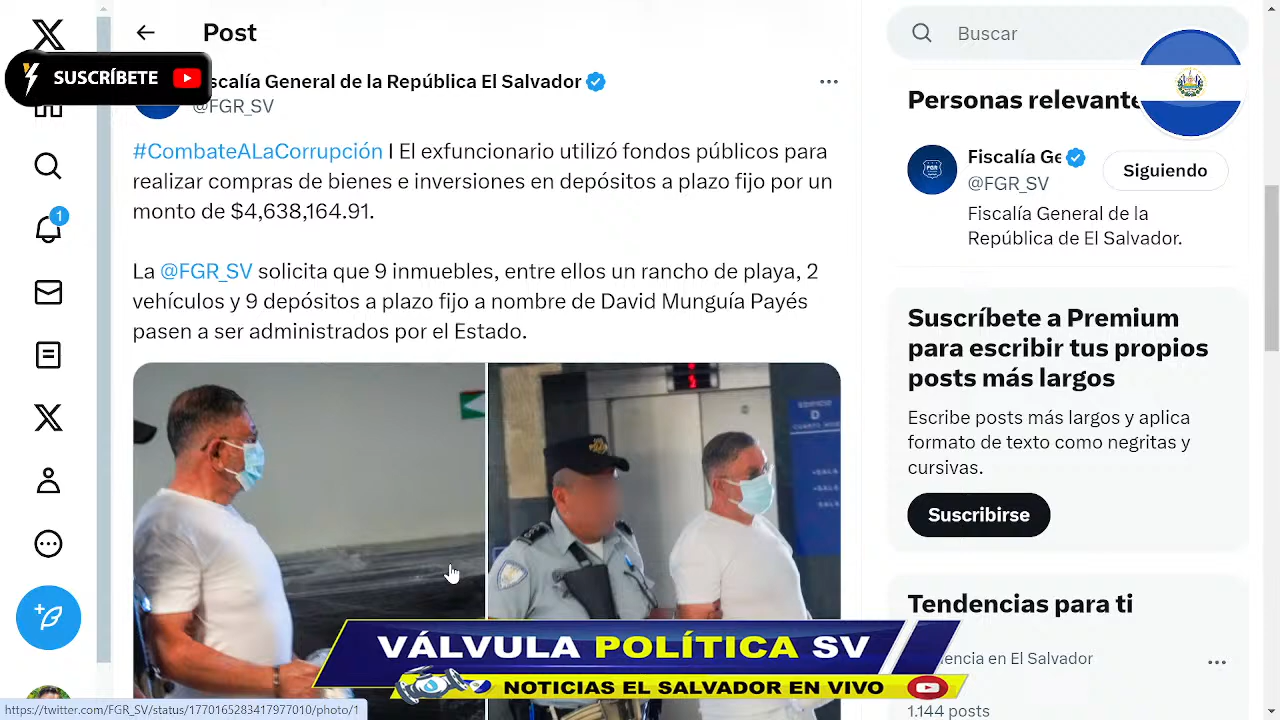 Post
Buscar
SUSCRÍBETE
scalía General de la República El Salvador
@FGR_SV
#CombateALaCorrupción I El exfuncionario utilizó fondos públicos para
realizar compras de bienes e inversiones en depósitos a plazo fijo por un
monto de $4,638,164.91.
La @FGR_SV solicita que 9 inmuebles, entre ellos un rancho de playa, 2
vehículos y 9 depósitos a plazo fijo a nombre de David Munguía Payés
pasen a ser administrados por el Estado.
1
EDIFICIO
D
Personas relevante
Fiscalía Ge
@FGR_SV
Siguiendo
Fiscalía General de la
República de El Salvador.
Suscríbete a Premium
para escribir tus propios
posts más largos
Escribe posts más largos y aplica
formato de texto como negritas y
cursivas.
Suscribirse
Tendencias para ti
encia en El Salvador
1.144 posts
VÁLVULA POLÍTICA SV
NOTICIAS EL SALVADOR EN VIVO
https://twitter.com/FGR_SV/status/1770106283417977010/photo/1